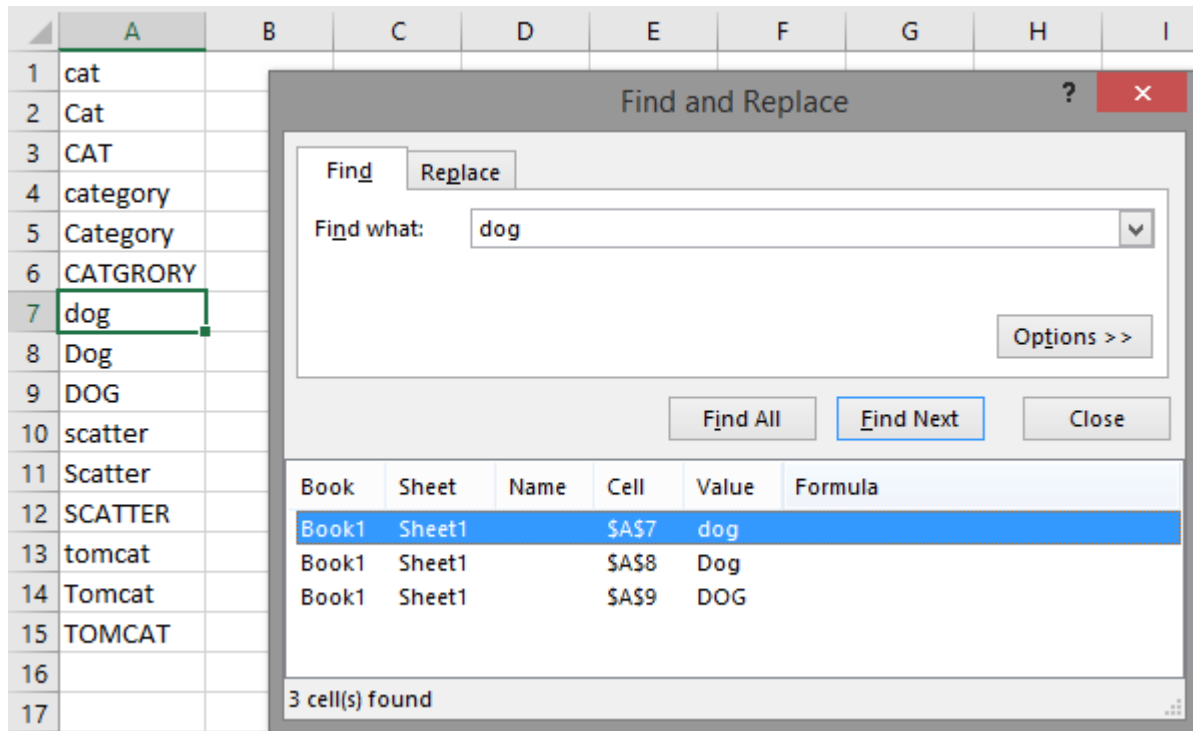 A B C D E F G H I
1 cat
2 Cat
3 CAT
4 category
5 Category
6 CATGRORY
7 dog
8 Dog
9 DOG
10 scatter
11 Scatter
12 SCATTER
13 tomcat
14 Tomcat
15 TOMCAT
16
17
Find and Replace ?
Find Replace
Find what: dog
Options >>
Find All Find Next Close
Book Sheet Name Cell Value Formula
Book1 Sheet1 $A$7 dog
Book1 Sheet1 $A$8 Dog
Book1 Sheet1 $A$9 DOG
3 cell(s) found